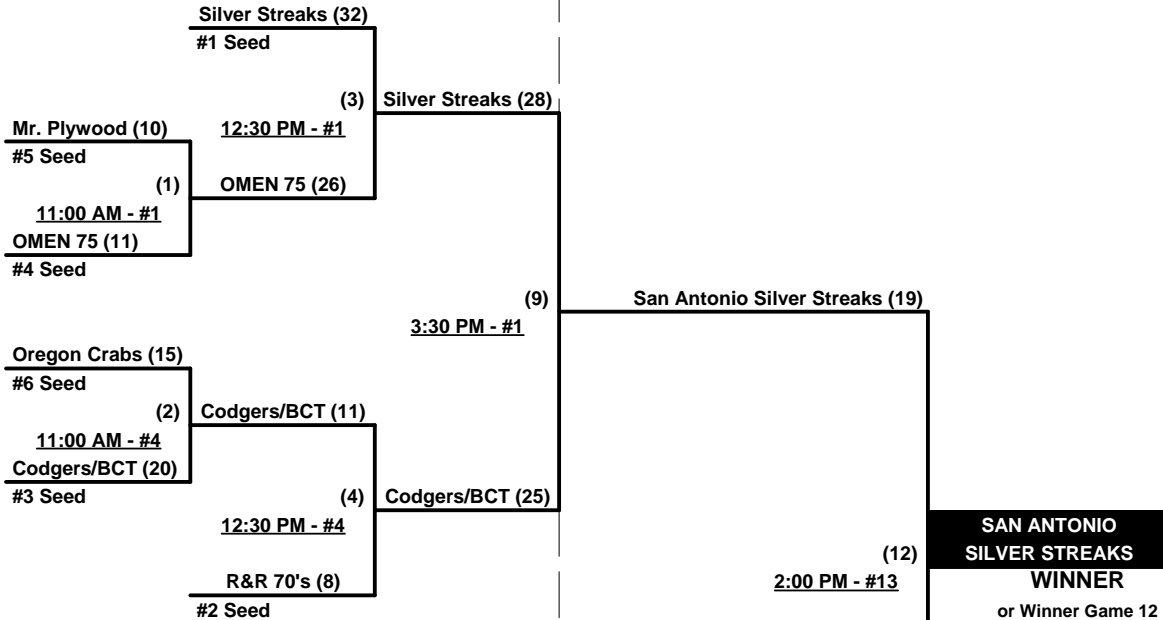 Silver Streaks (32)
#1 Seed
(3)
12:30 PM - #1
Silver Streaks (28)
Mr. Plywood (10)
#5 Seed
(1)
11:00 AM - #1
OMEN 75 (26)
OMEN 75 (11)
#4 Seed
(9)
3:30 PM - #1
San Antonio Silver Streaks (19)
Oregon Crabs (15)
#6 Seed
(2)
11:00 AM - #4
Codgers/BCT (11)
Codgers/BCT (20)
#3 Seed
(4)
12:30 PM - #4
Codgers/BCT (25)
R&R 70's (8)
#2 Seed
(12)
2:00 PM - #13
SAN ANTONIO
SILVER STREAKS
WINNER
or Winner Game 12